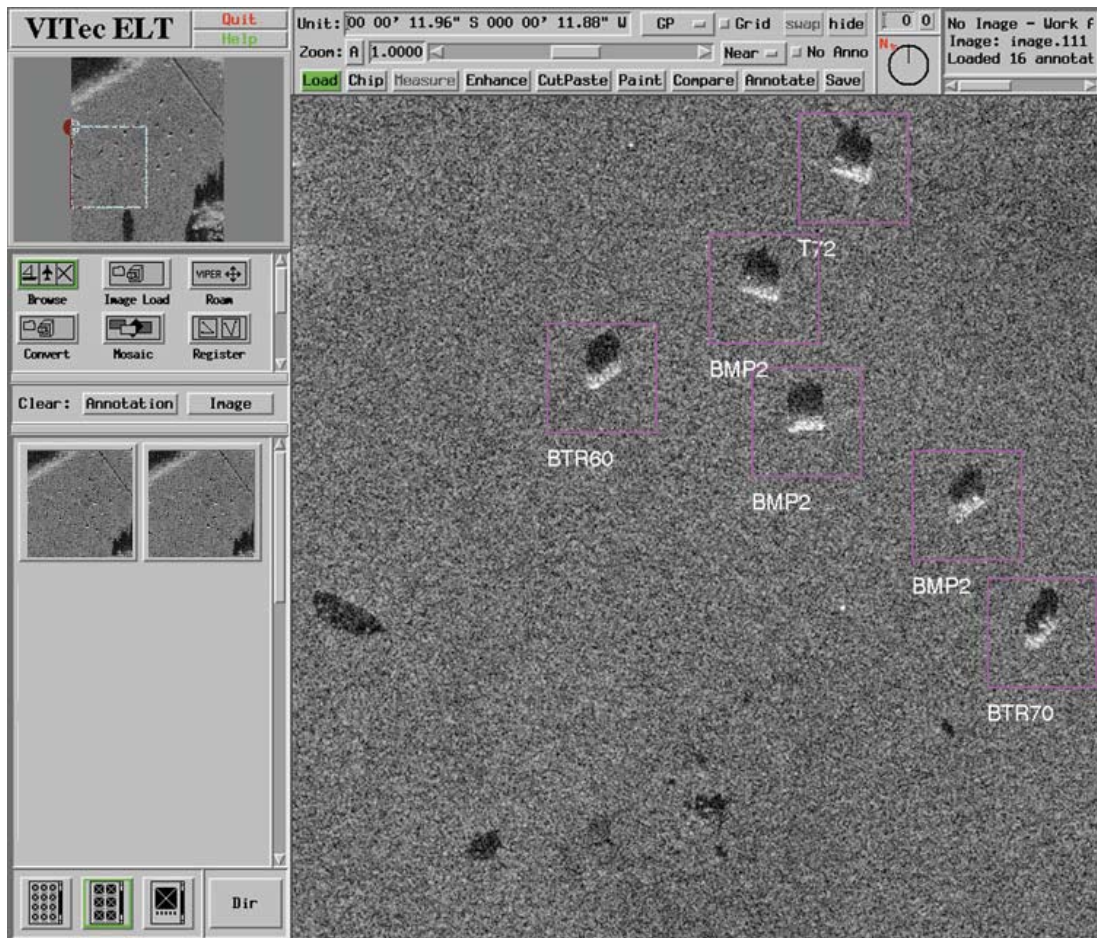 VITec ELT
Quit
Help
Unit: 00 00' 11.96" S 000 00' 11.88" W
GP
Grid
swap
hide
0 0
No Image - Work
Image: image.111
Loaded 16 annotat
Zoom: A 1.0000
Near
No Anno
N
Load Chip Measure Enhance CutPaste Paint Compare Annotate Save
VIPER
Browse Image Load Roam
Convert Mosaic Register
Clear: Annotation Image
T72
BMP2
BTR60
BMP2
BMP2
BTR70
Dir